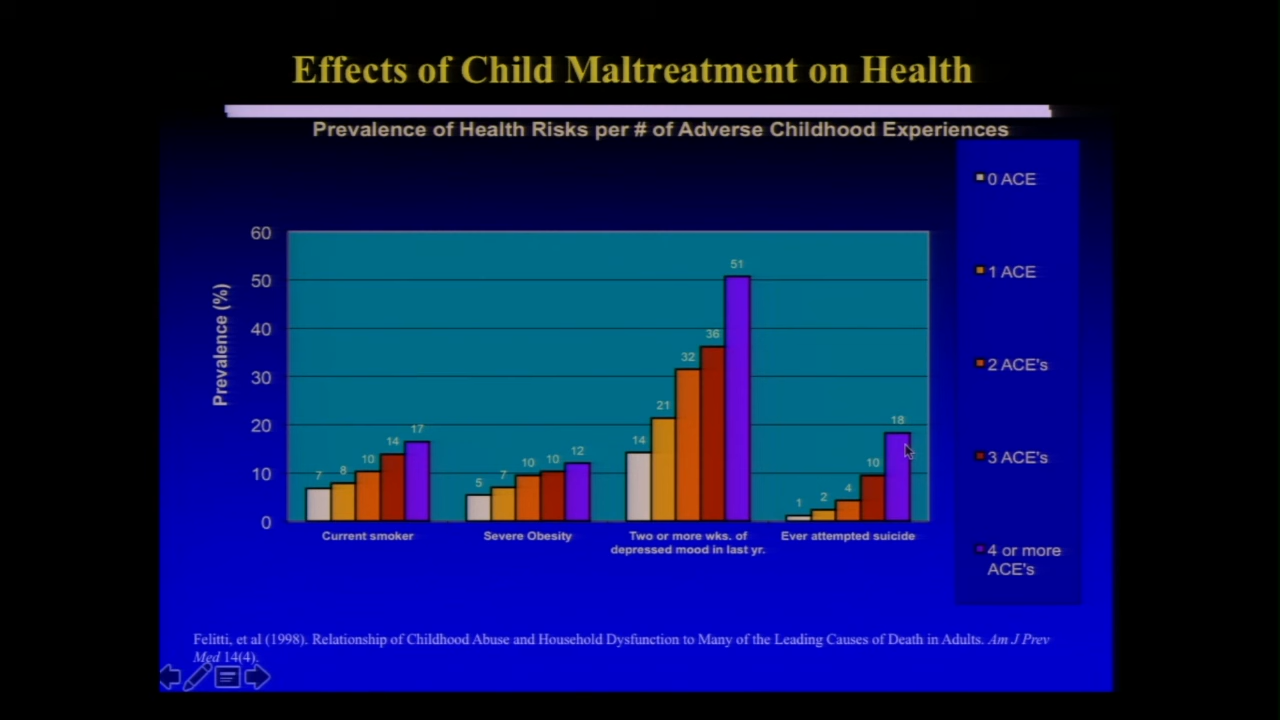 Effects of Child Maltreatment on Health
Prevalence of Health Risks per # of Adverse Childhood Experiences
0 ACE
1 ACE
2 ACE's
3 ACE's
4 or more
ACE's
Prevalence (%)
60
50
40
30
20
10
0
7 8 10 14 17
5 7 10 10 12
14 21 32 36 51
1 2 4 10 18
Current smoker
Severe Obesity
Two or more wks. of
depressed mood in last yr.
Ever attempted suicide
Felitti, et al (1998). Relationship of Childhood Abuse and Household Dysfunction to Many of the Leading Causes of Death in Adults. Am J Prev
Med 14(4).